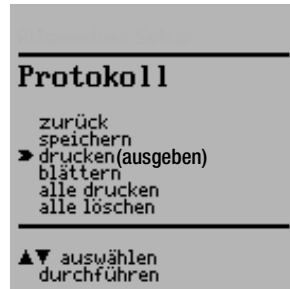 Protokoll
zurück
speichern
drucken(ausgeben)
blättern
alle drucken
alle löschen
▲▼ auswählen
durchführen